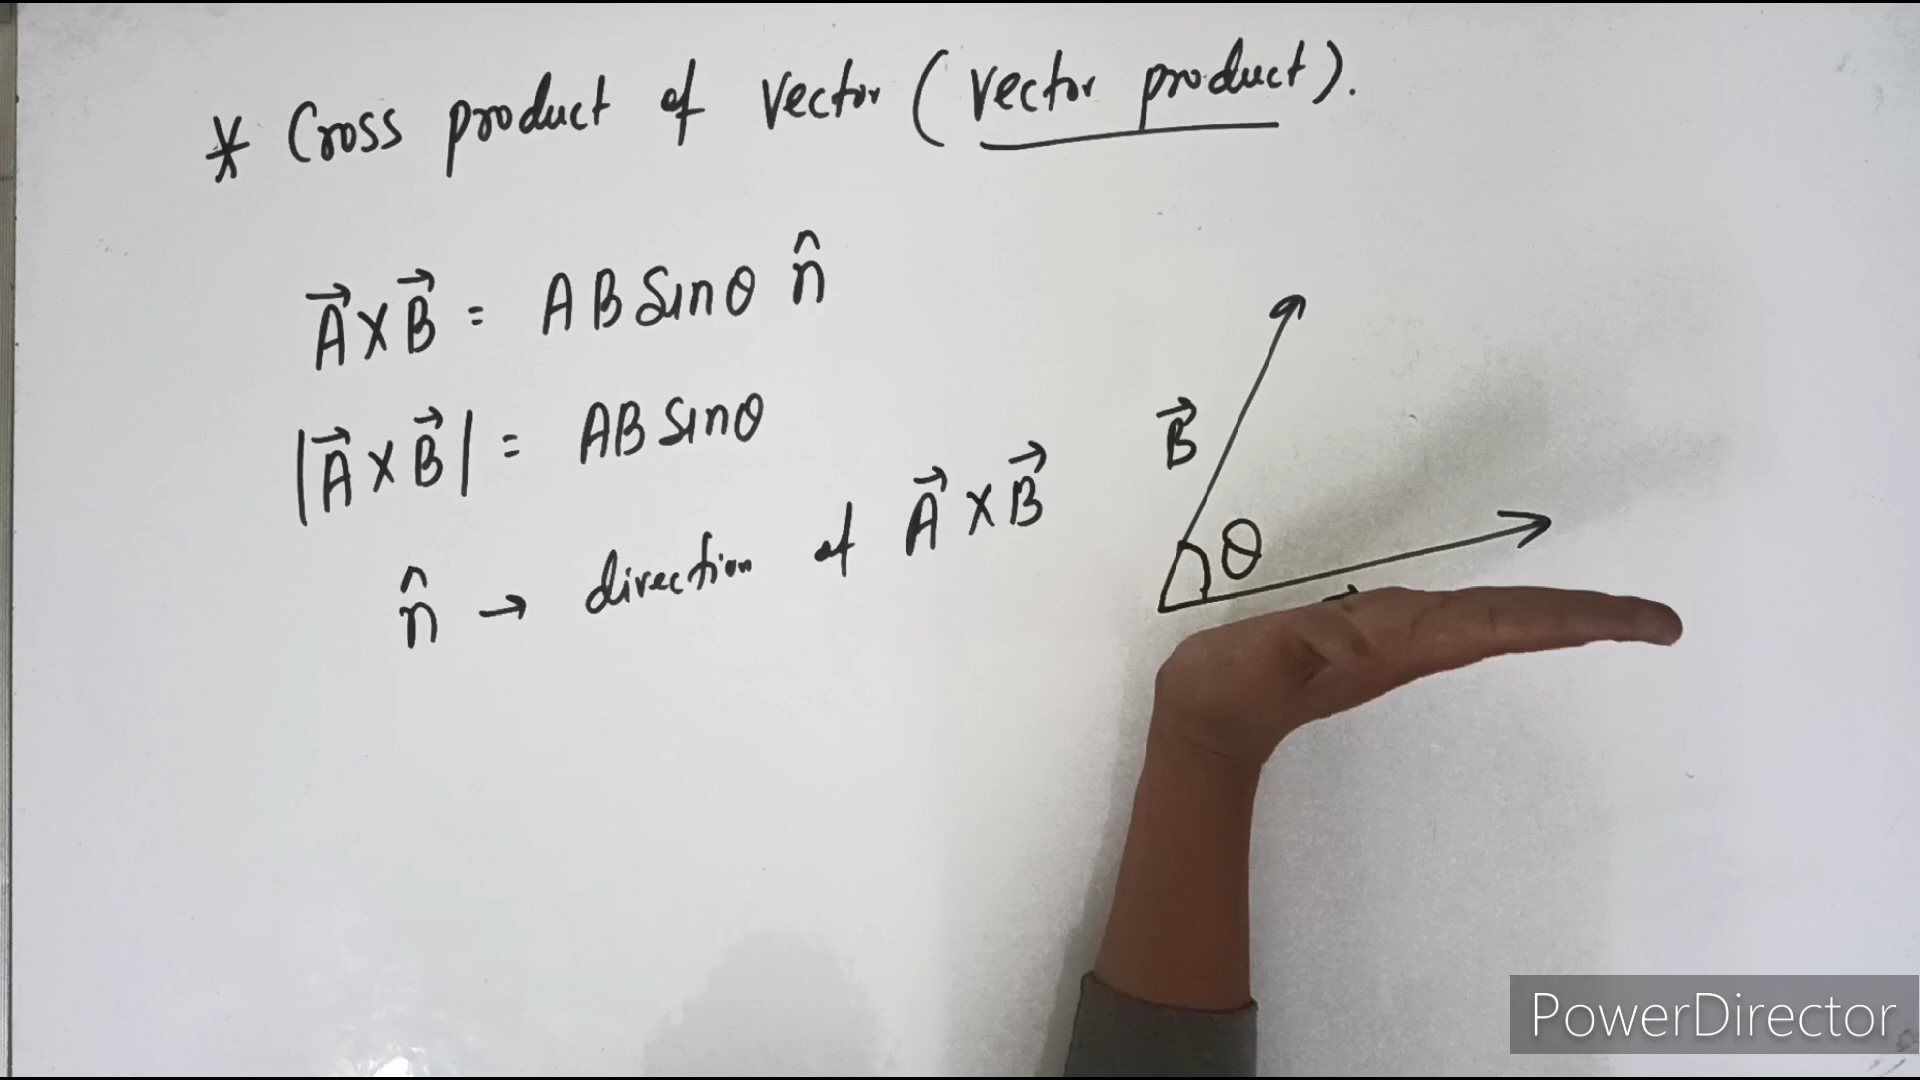 * Cross product of vector (vector product).
A⃗ × B⃗ = AB Sinθ n̂
|A⃗ × B⃗| = AB Sinθ
n̂ → direction of A⃗ × B⃗
B⃗
θ
PowerDirector